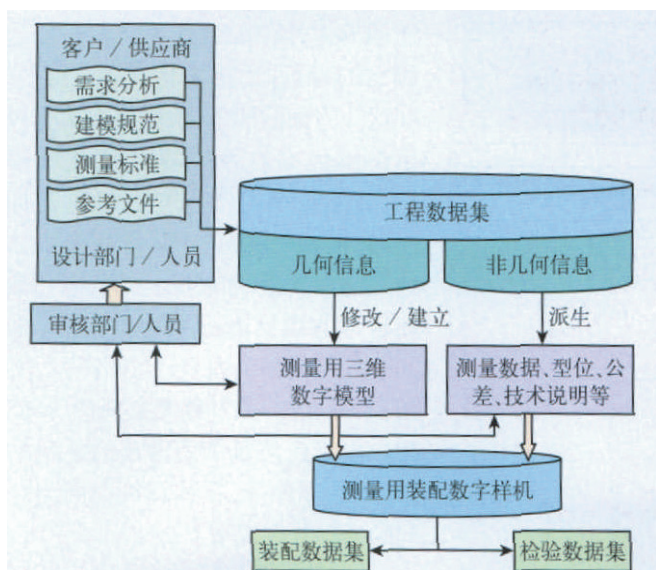 客户 / 供应商
需求分析
建模规范
测量标准
参考文件
设计部门 / 人员
审核部门/人员
工程数据集
几何信息
非几何信息
修改 / 建立
派生
测量用三维
数字模型
测量数据、型位、公
差、技术说明等
测量用装配数字样机
装配数据集
检验数据集